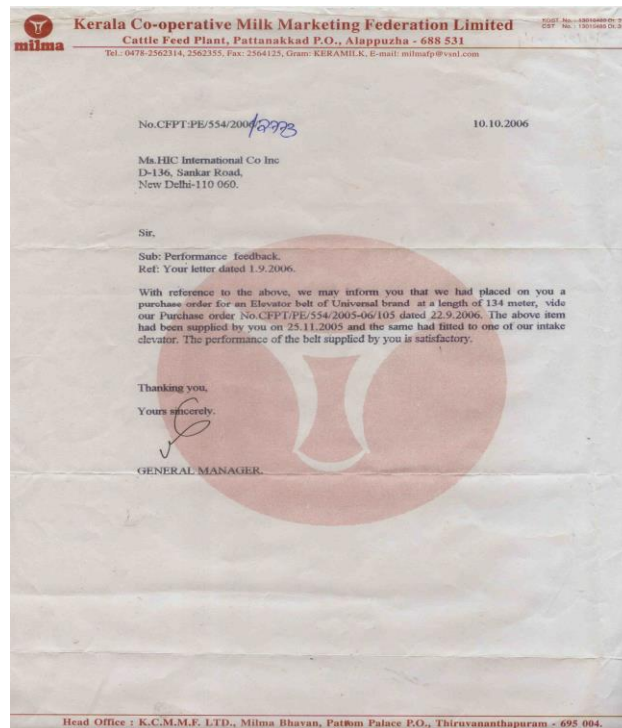 milma
Kerala Co-operative Milk Marketing Federation Limited
Cattle Feed Plant, Pattanakkad P.O., Alappuzha - 688 531
Tel.: 0478-2562314, 2562355, Fax: 2564125, Gram: KERAMILK, E-mail: milmafp@vsnl.com
No.CFPT:PE/554/2006/2773
10.10.2006
Ms.HIC International Co Inc
D-136, Sankar Road,
New Delhi-110 060.
Sir,
Sub: Performance feedback.
Ref: Your letter dated 1.9.2006.
With reference to the above, we may inform you that we had placed on you a
purchase order for an Elevator belt of Universal brand at a length of 134 meter, vide
our Purchase order No.CFPT/PE/554/2005-06/105 dated 22.9.2006. The above item
had been supplied by you on 25.11.2005 and the same had fitted to one of our intake
elevator. The performance of the belt supplied by you is satisfactory.
Thanking you,
Yours sincerely.
GENERAL MANAGER.
Head Office : K.C.M.M.F. LTD., Milma Bhavan, Pattom Palace P.O., Thiruvananthapuram - 695 004.